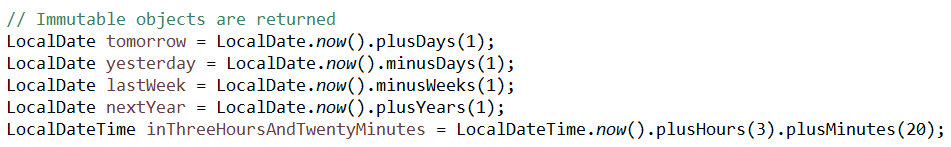 // Immutable objects are returned
LocalDate tomorrow = LocalDate.now().plusDays(1);
LocalDate yesterday = LocalDate.now().minusDays(1);
LocalDate lastWeek = LocalDate.now().minusWeeks(1);
LocalDate nextYear = LocalDate.now().plusYears(1);
LocalDateTime inThreeHoursAndTwentyMinutes = LocalDateTime.now().plusHours(3).plusMinutes(20);